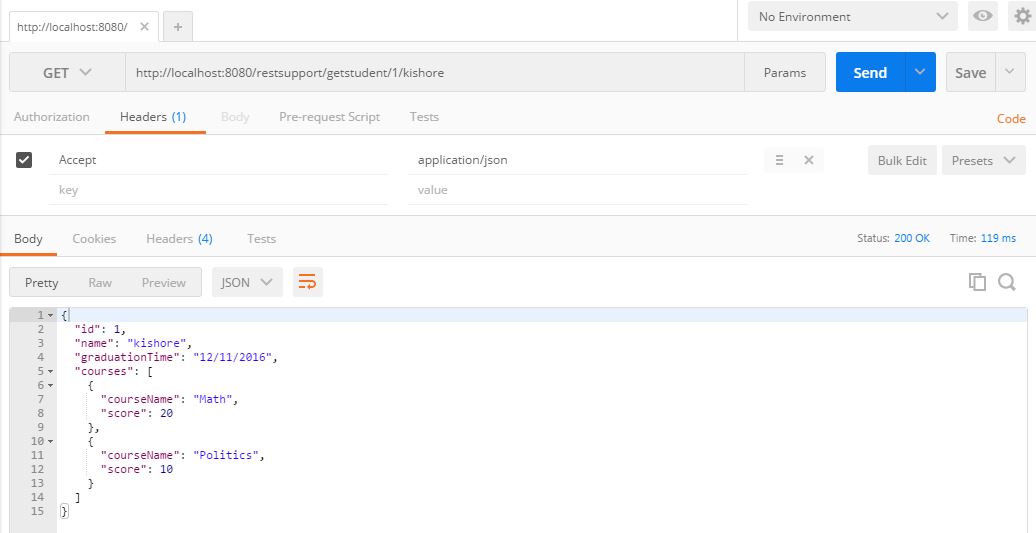 http://localhost:8080/ ✕ + No Environment
GET http://localhost:8080/restsupport/getstudent/1/kishore Params Send Save
Authorization Headers (1) Body Pre-request Script Tests Code
Accept application/json Bulk Edit Presets
key value
Body Cookies Headers (4) Tests Status: 200 OK Time: 119 ms
Pretty Raw Preview JSON
1 {
2 "id": 1,
3 "name": "kishore",
4 "graduationTime": "12/11/2016",
5 "courses": [
6 {
7 "courseName": "Math",
8 "score": 20
9 },
10 {
11 "courseName": "Politics",
12 "score": 10
13 }
14 ]
15 }